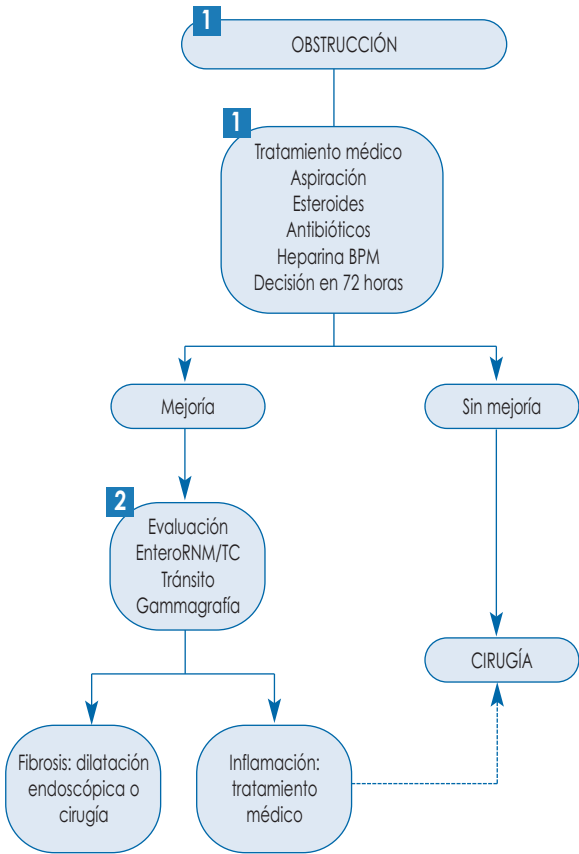 1
OBSTRUCCIÓN
1
Tratamiento médico
Aspiración
Esteroides
Antibióticos
Heparina BPM
Decisión en 72 horas
Mejoría
Sin mejoría
2
Evaluación
EnteroRNM/TC
Tránsito
Gammagrafía
CIRUGÍA
Fibrosis: dilatación
endoscópica o
cirugía
Inflamación:
tratamiento
médico